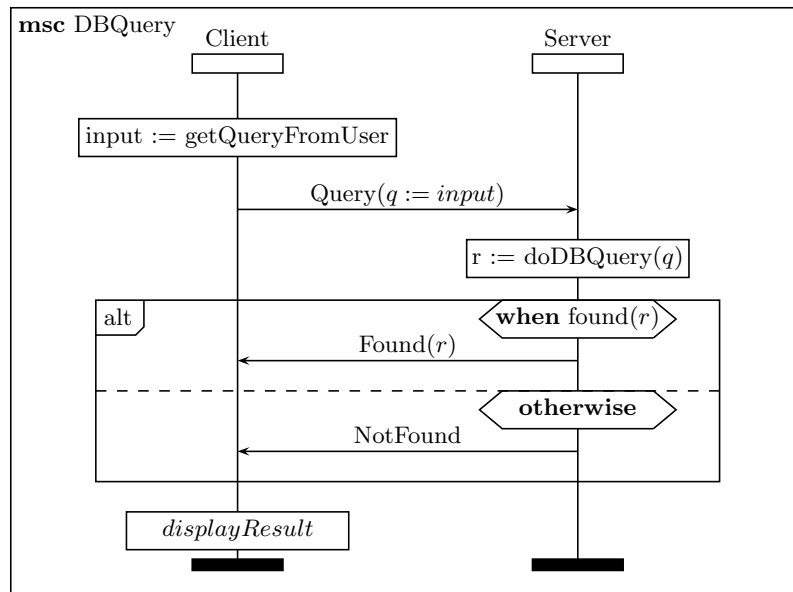 msc DBQuery
Client
Server
input := getQueryFromUser
Query(q := input)
r := doDBQuery(q)
alt
when found(r)
Found(r)
otherwise
NotFound
displayResult